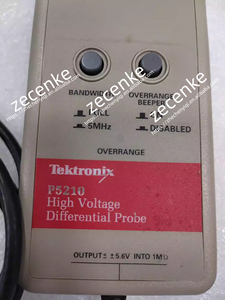 zecenke
zecenke
BANDWIDTH
OVERRANGE
BEEPER
FULL
5MHz
DISABLED
OVERRANGE
Tektronix
P5210
High Voltage
Differential Probe
OUTPUT: ± 5.6V INTO 1MΩ
zecenke